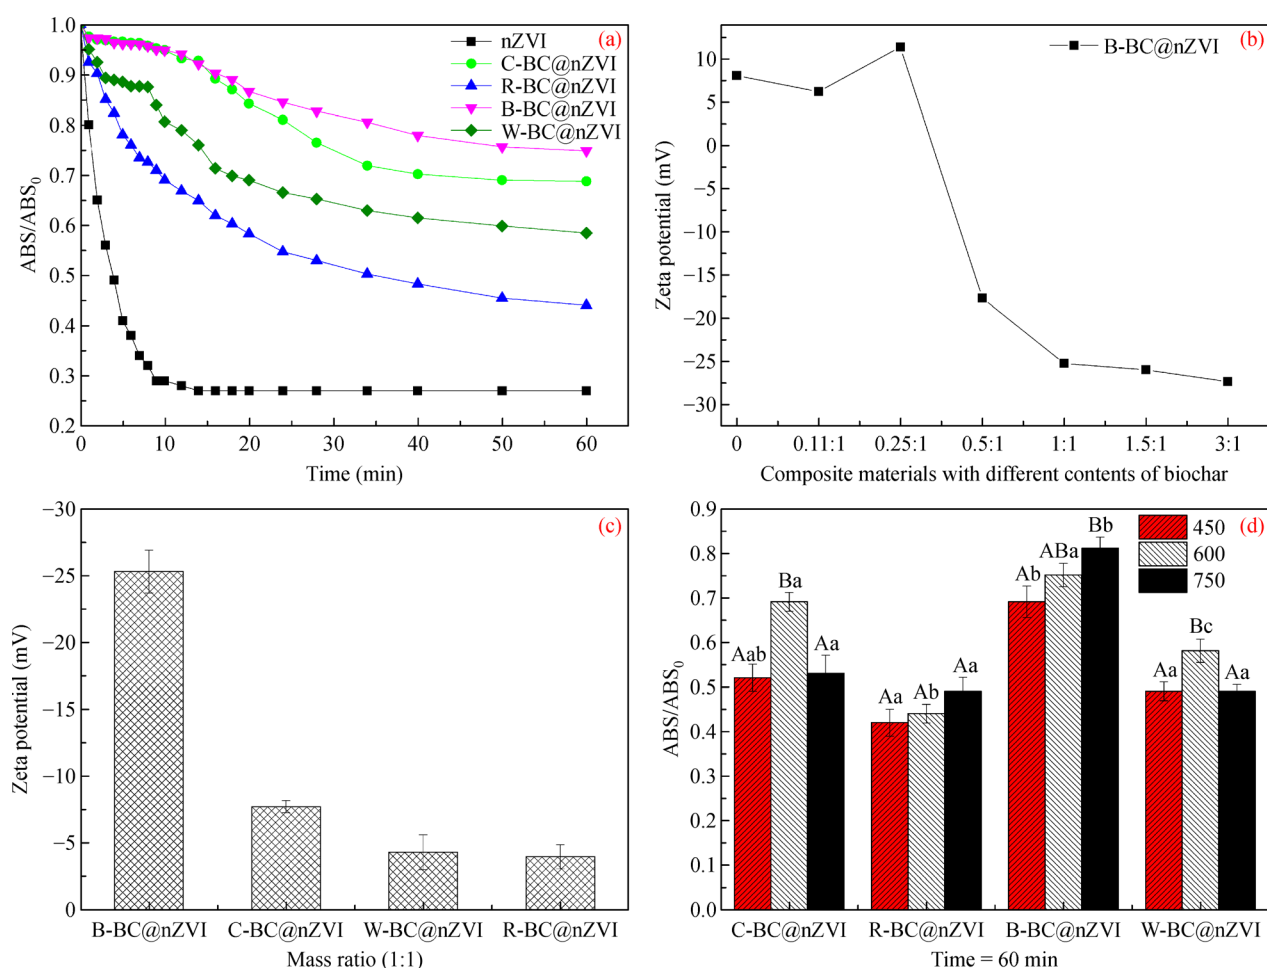 (a)
nZVI
C-BC@nZVI
R-BC@nZVI
B-BC@nZVI
W-BC@nZVI
1.0
0.9
0.8
0.7
0.6
0.5
0.4
0.3
0.2
ABS/ABS₀
0 10 20 30 40 50 60
Time (min)
(b)
B-BC@nZVI
10
5
0
−5
−10
−15
−20
−25
−30
Zeta potential (mV)
0 0.11:1 0.25:1 0.5:1 1:1 1.5:1 3:1
Composite materials with different contents of biochar
(c)
−30
−25
−20
−15
−10
−5
0
Zeta potential (mV)
B-BC@nZVI C-BC@nZVI W-BC@nZVI R-BC@nZVI
Mass ratio (1:1)
(d)
450
600
750
0.9
0.8
0.7
0.6
0.5
0.4
0.3
0.2
0.1
0.0
ABS/ABS₀
Aab Ba Aa
Aa Ab Aa
Ab ABa Bb
Aa Bc Aa
C-BC@nZVI R-BC@nZVI B-BC@nZVI W-BC@nZVI
Time = 60 min